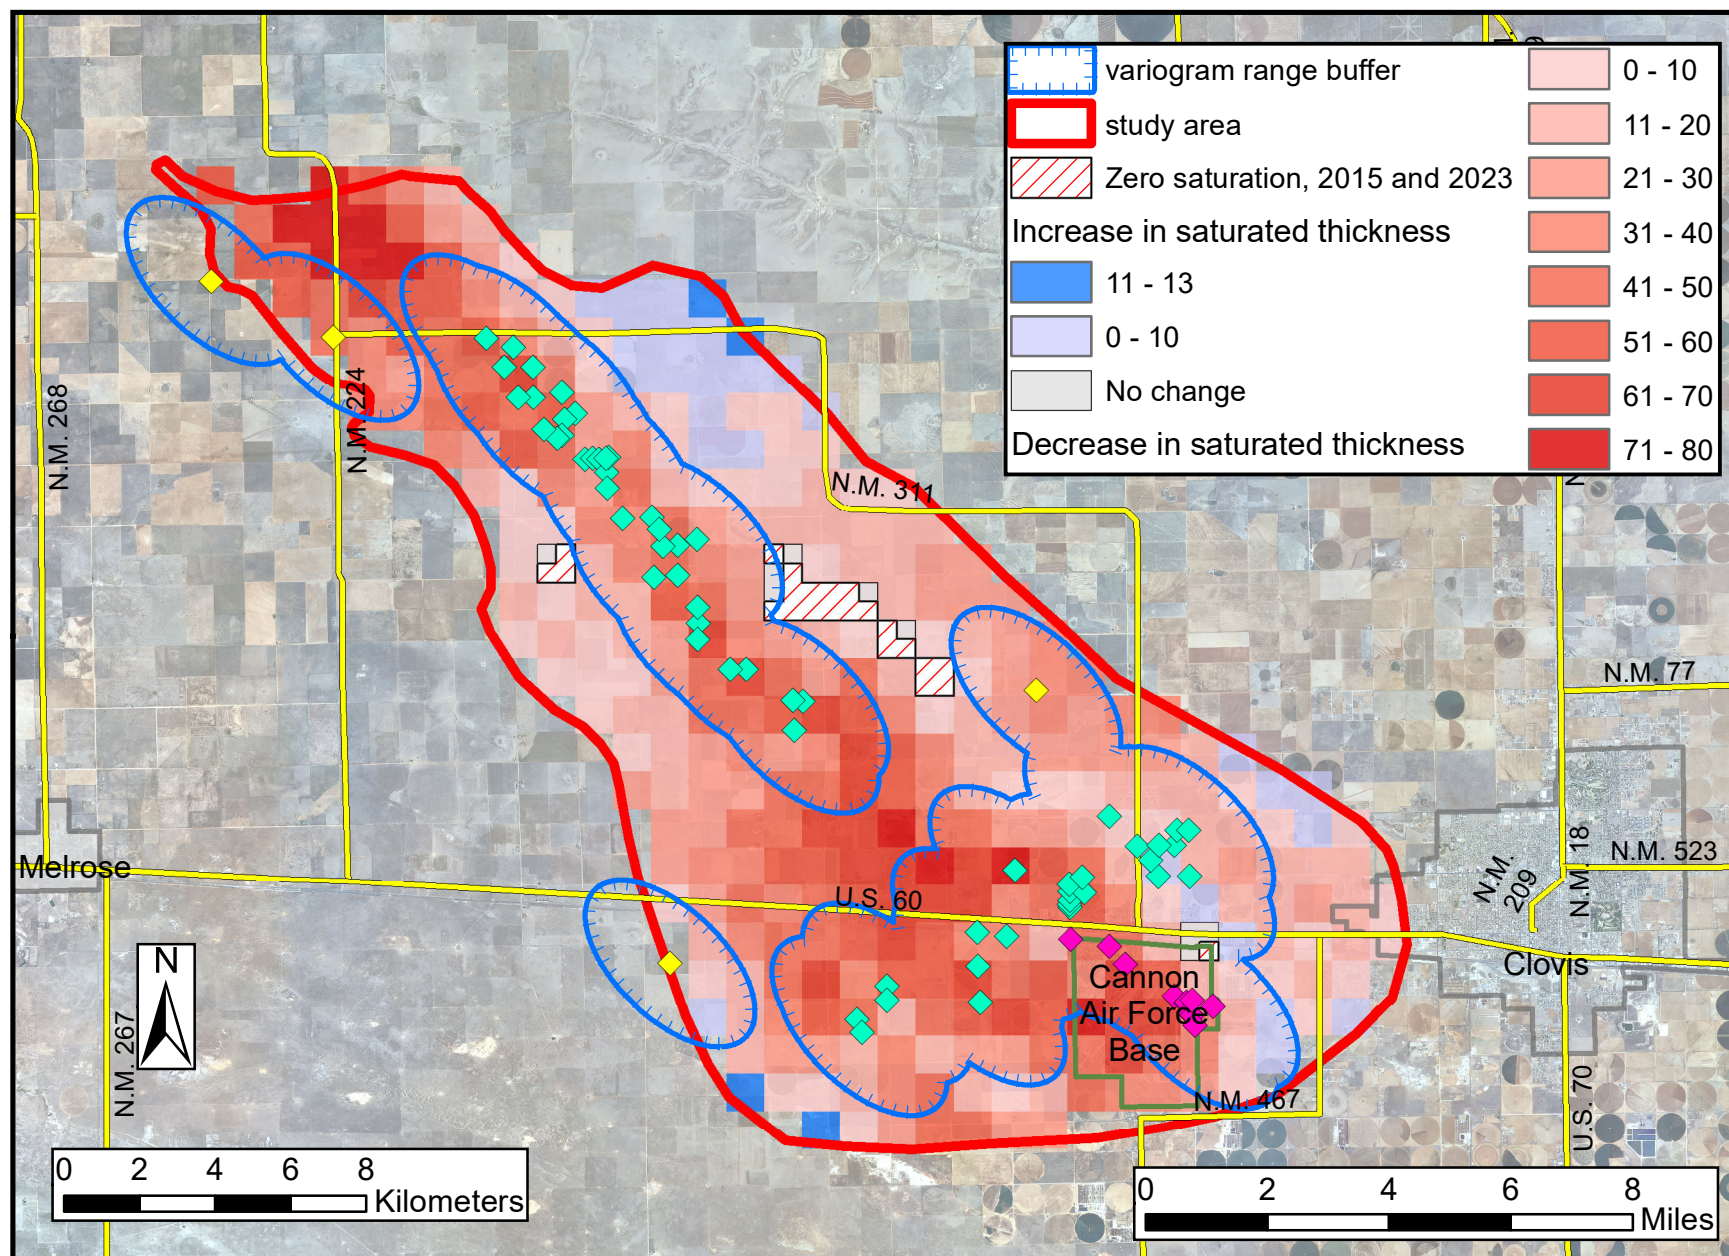 variogram range buffer
study area
Zero saturation, 2015 and 2023
Increase in saturated thickness
11 - 13
0 - 10
No change
Decrease in saturated thickness
0 - 10
11 - 20
21 - 30
31 - 40
41 - 50
51 - 60
61 - 70
71 - 80
N.M. 268
N.M. 224
N.M. 311
N.M. 77
N.M. 18
N.M. 523
N.M.
209
Melrose
U.S. 60
Clovis
Cannon
Air Force
Base
N.M. 267
N.M. 467
U.S. 70
N
0 2 4 6 8
Kilometers
0 2 4 6 8
Miles